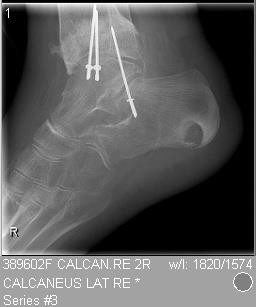 1
R
389602F CALCAN.RE 2R w/l: 1820/1574
CALCANEUS LAT RE *
Series #3